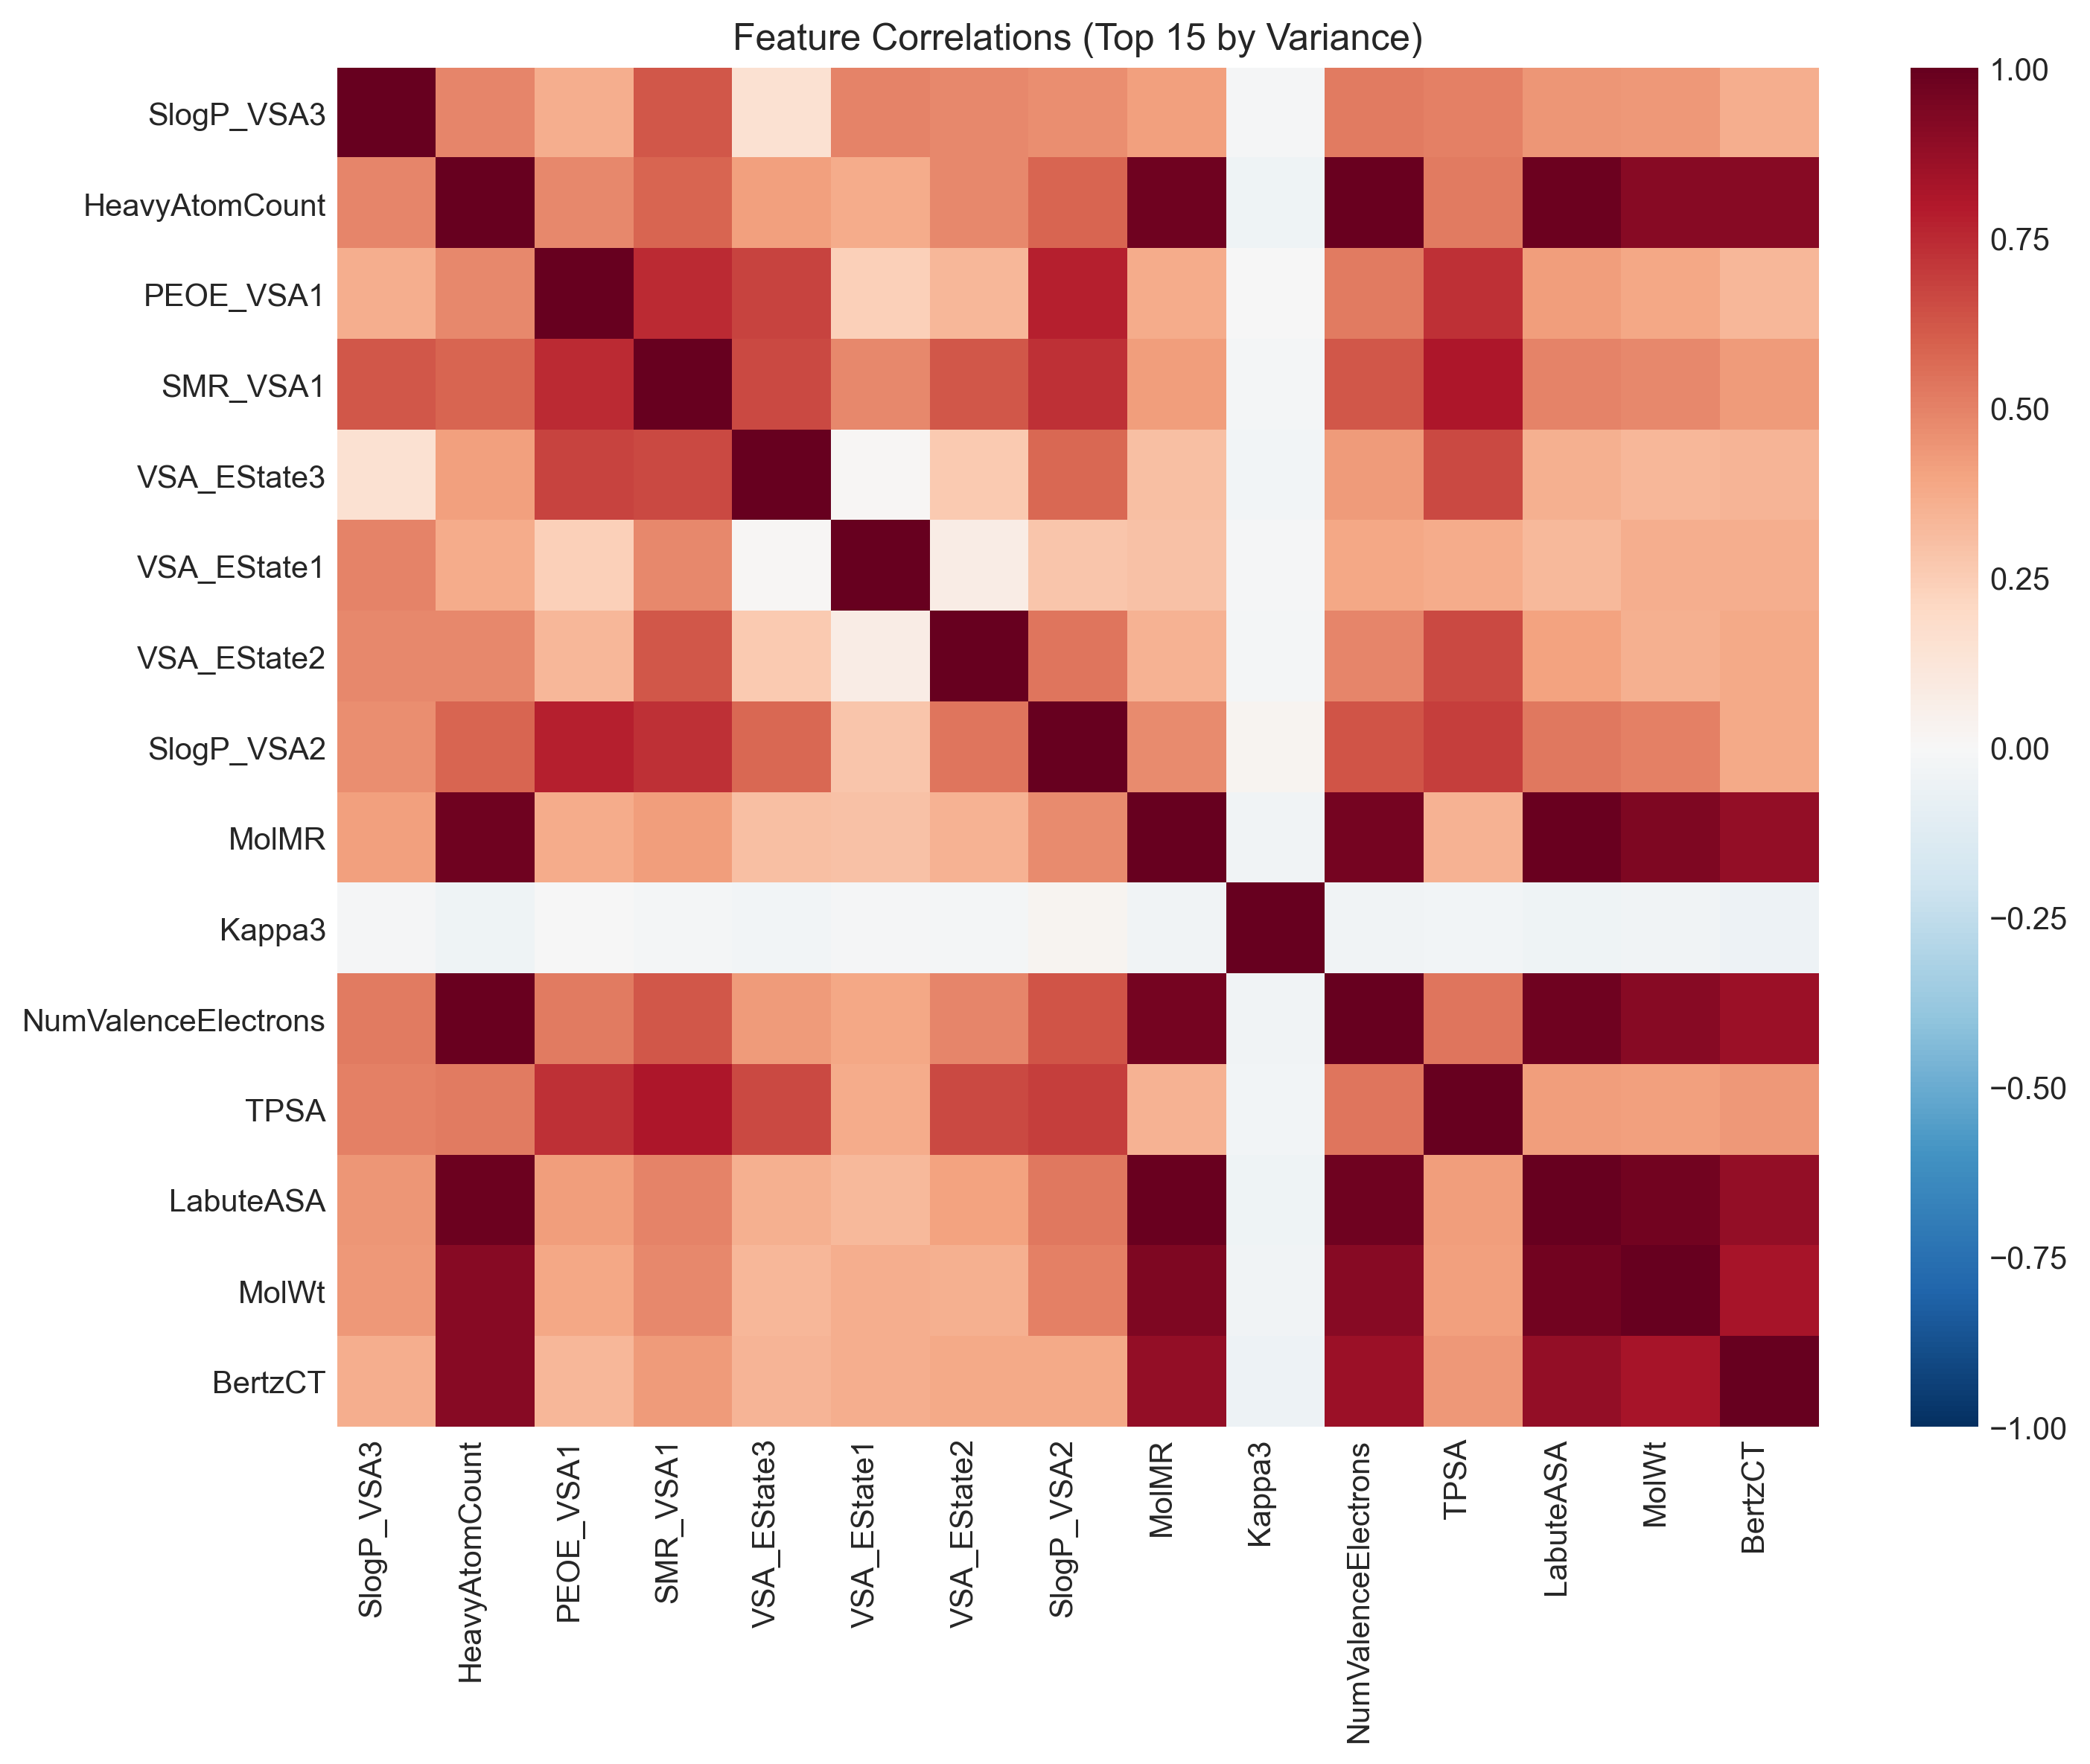 Feature Correlations (Top 15 by Variance)
SlogP_VSA3
HeavyAtomCount
PEOE_VSA1
SMR_VSA1
VSA_EState3
VSA_EState1
VSA_EState2
SlogP_VSA2
MolMR
Kappa3
NumValenceElectrons
TPSA
LabuteASA
MolWt
BertzCT
SlogP_VSA3
HeavyAtomCount
PEOE_VSA1
SMR_VSA1
VSA_EState3
VSA_EState1
VSA_EState2
SlogP_VSA2
MolMR
Kappa3
NumValenceElectrons
TPSA
LabuteASA
MolWt
BertzCT
1.00
0.75
0.50
0.25
0.00
−0.25
−0.50
−0.75
−1.00